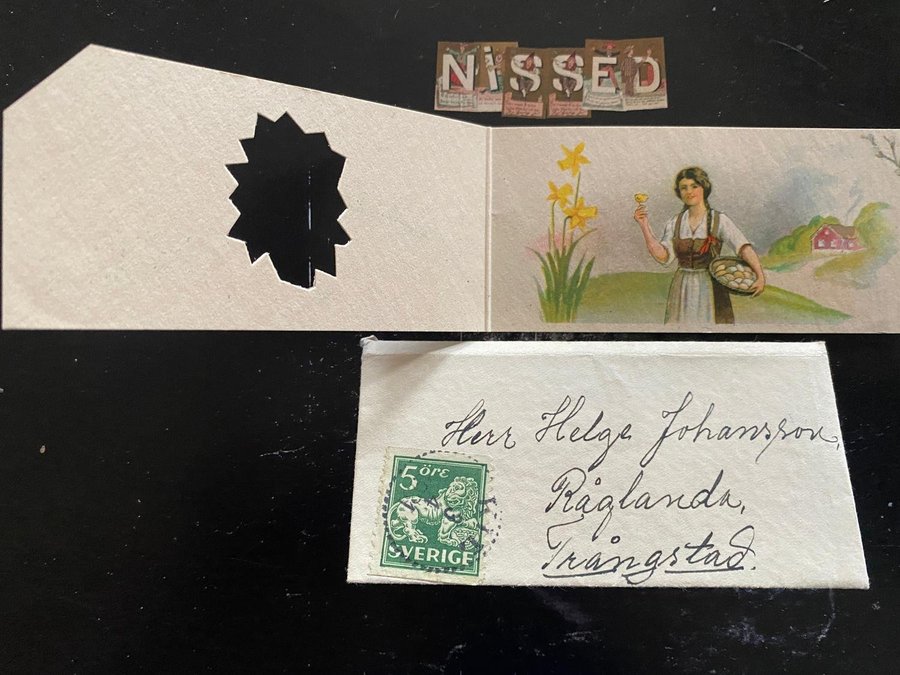 NiSSED
Herr Helge Johansson,
Råglanda,
Trångstad.
5 öre
SVERIGE